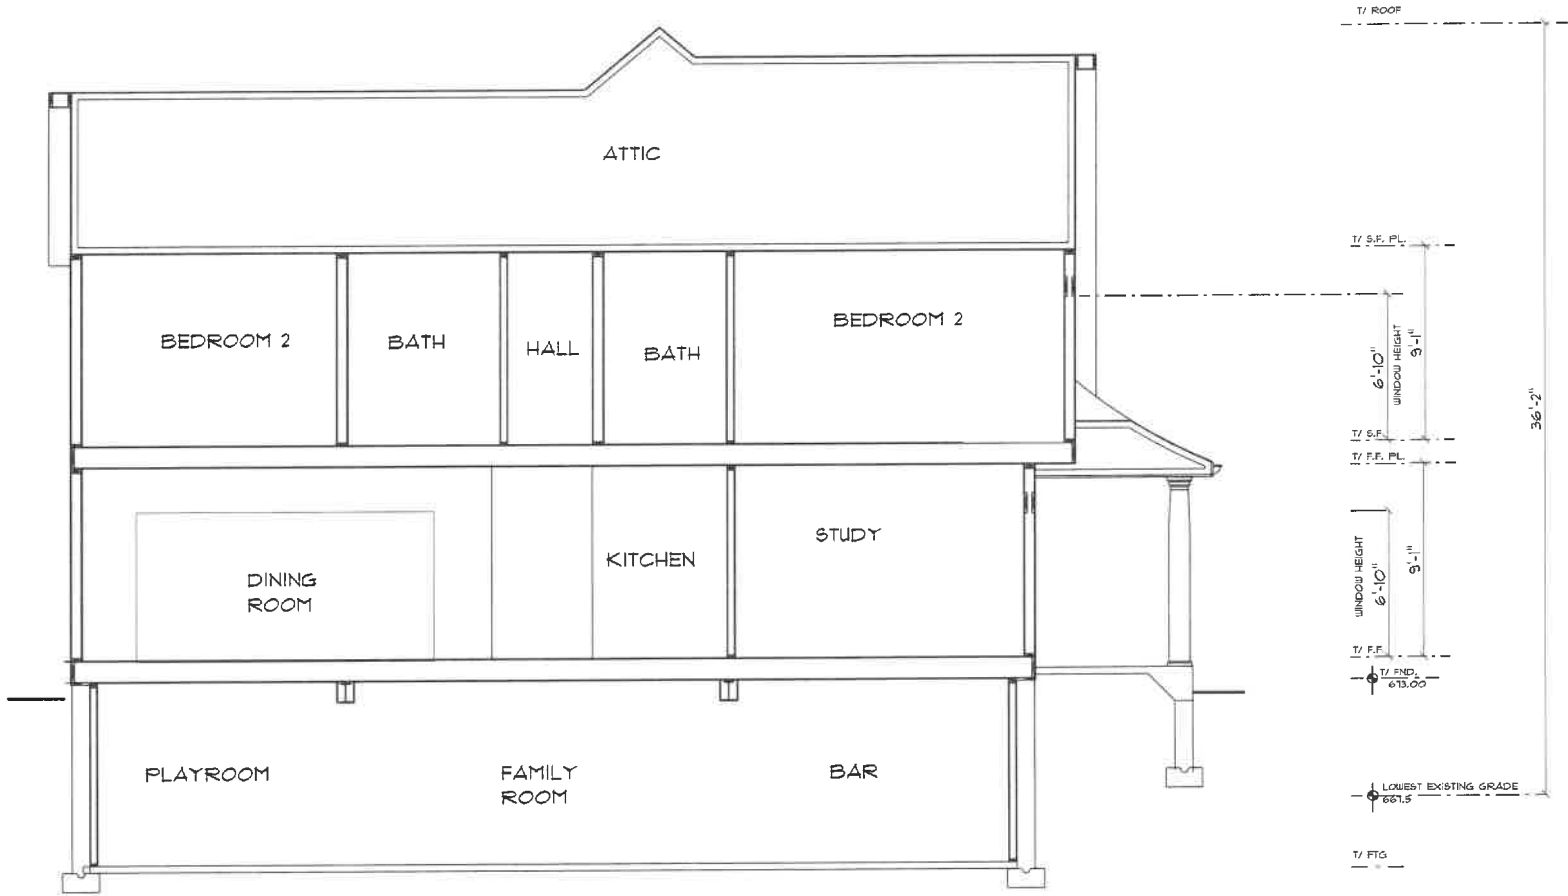 T/ ROOF
ATTIC
T/ S.F. PL.
BEDROOM 2
BATH
HALL
BATH
BEDROOM 2
6'-10"
WINDOW HEIGHT
9'-1"
36'-2"
T/ S.F.
T/ F.F. PL.
DINING
ROOM
KITCHEN
STUDY
WINDOW HEIGHT
6'-10"
9'-1"
T/ F.F.
T/ FND.
673.00
PLAYROOM
FAMILY
ROOM
BAR
LOWEST EXISTING GRADE
667.5
T/ FTG